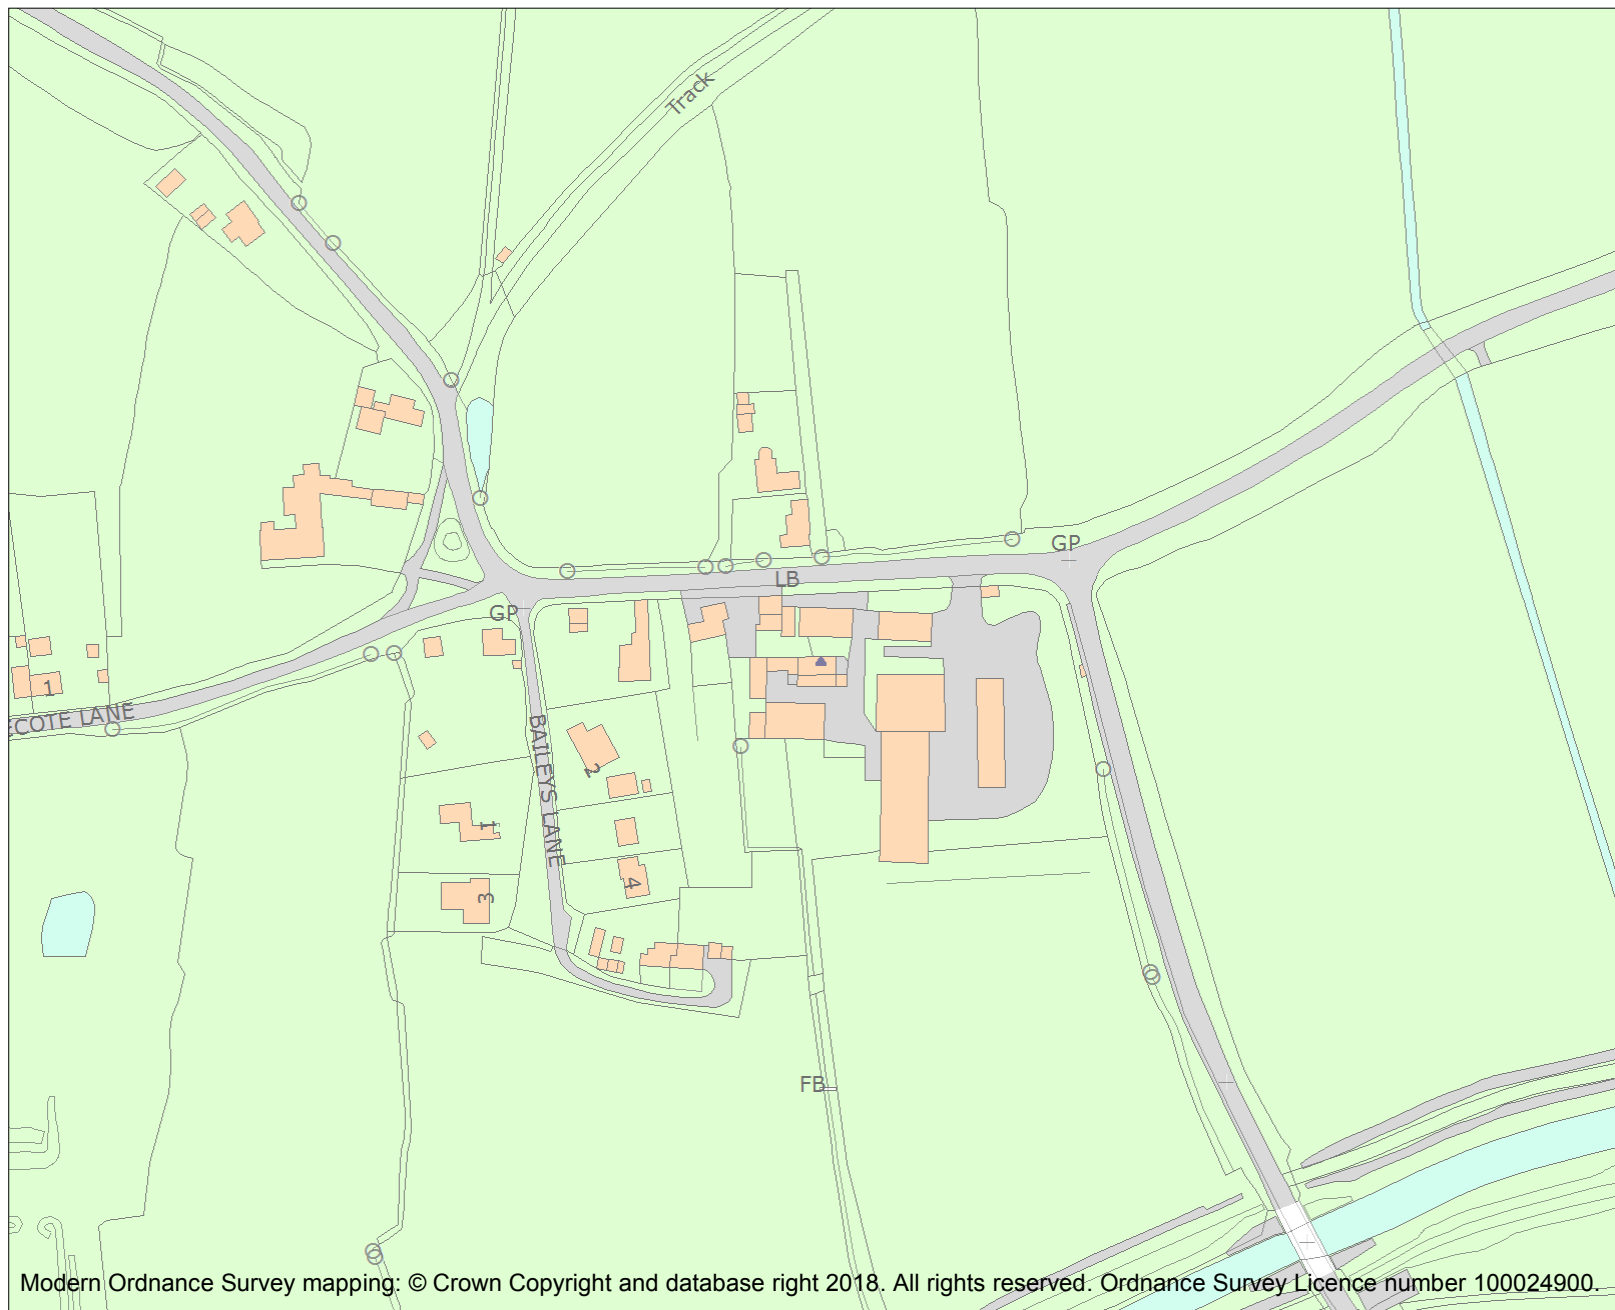 Track
GP
LB
GP
1
ECOTE LANE
BAILEYS LANE
2
1
4
3
FB
Modern Ordnance Survey mapping: © Crown Copyright and database right 2018. All rights reserved. Ordnance Survey Licence number 100024900.